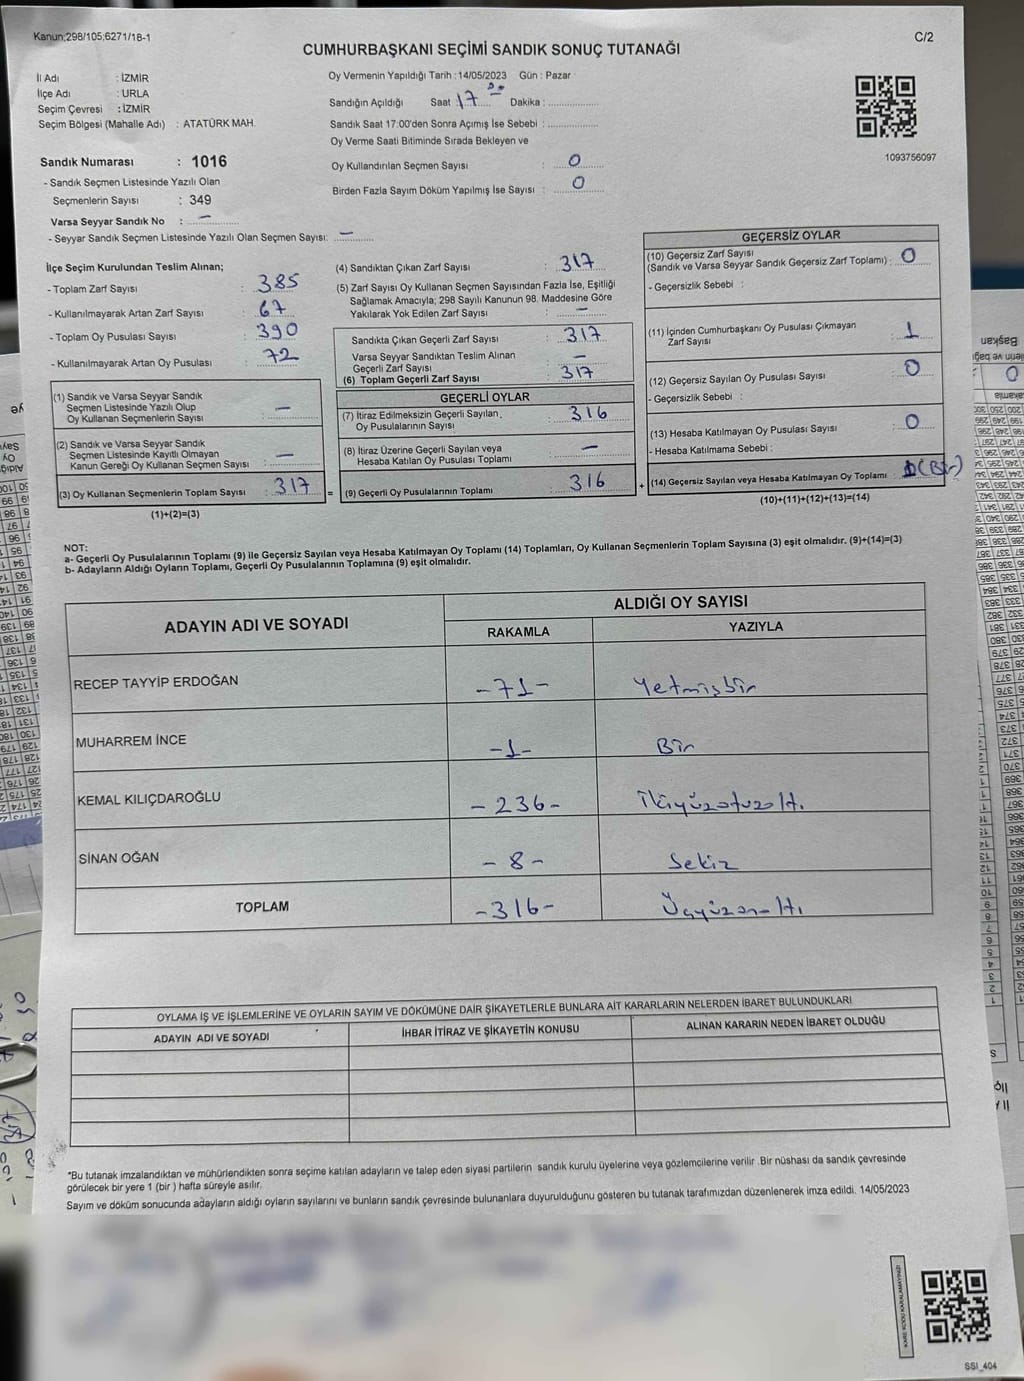 Kanun;298/105;6271/18-1
C/2
CUMHURBAŞKANI SEÇİMİ SANDIK SONUÇ TUTANAĞI
İl Adı : İZMİR
İlçe Adı : URLA
Seçim Çevresi : İZMİR
Seçim Bölgesi (Mahalle Adı) : ATATÜRK MAH.
Sandık Numarası : 1016
- Sandık Seçmen Listesinde Yazılı Olan
Seçmenlerin Sayısı : 349
Varsa Seyyar Sandık No : —
- Seyyar Sandık Seçmen Listesinde Yazılı Olan Seçmen Sayısı: —
Oy Vermenin Yapıldığı Tarih : 14/05/2023 Gün : Pazar
Sandığın Açıldığı Saat : 17.00 Dakika : ................
Sandık Saat 17:00'den Sonra Açımış İse Sebebi : ................
Oy Verme Saati Bitiminde Sırada Bekleyen ve
Oy Kullandırılan Seçmen Sayısı : 0
Birden Fazla Sayım Döküm Yapılmış İse Sayısı : 0
1093756097
İlçe Seçim Kurulundan Teslim Alınan;
- Toplam Zarf Sayısı : 385
- Kullanılmayarak Artan Zarf Sayısı : 67
- Toplam Oy Pusulası Sayısı : 390
- Kullanılmayarak Artan Oy Pusulası : 72
(1) Sandık ve Varsa Seyyar Sandık
Seçmen Listesinde Yazılı Olup
Oy Kullanan Seçmenlerin Sayısı : —
(2) Sandık ve Varsa Seyyar Sandık
Seçmen Listesinde Kayıtlı Olmayan
Kanun Gereği Oy Kullanan Seçmen Sayısı : —
(3) Oy Kullanan Seçmenlerin Toplam Sayısı : 317 =
(1)+(2)=(3)
(4) Sandıktan Çıkan Zarf Sayısı : 317
(5) Zarf Sayısı Oy Kullanan Seçmen Sayısından Fazla İse, Eşitliği
Sağlamak Amacıyla; 298 Sayılı Kanunun 98. Maddesine Göre
Yakılarak Yok Edilen Zarf Sayısı : —
Sandıkta Çıkan Geçerli Zarf Sayısı : 317
Varsa Seyyar Sandıktan Teslim Alınan
Geçerli Zarf Sayısı : —
(6) Toplam Geçerli Zarf Sayısı : 317
GEÇERLİ OYLAR
(7) İtiraz Edilmeksizin Geçerli Sayılan,
Oy Pusulalarının Sayısı : 316
(8) İtiraz Üzerine Geçerli Sayılan veya
Hesaba Katılan Oy Pusulası Toplamı : —
(9) Geçerli Oy Pusulalarının Toplamı : 316 +
GEÇERSİZ OYLAR
(10) Geçersiz Zarf Sayısı
(Sandık ve Varsa Seyyar Sandık Geçersiz Zarf Toplamı) : 0
- Geçersizlik Sebebi :
(11) İçinden Cumhurbaşkanı Oy Pusulası Çıkmayan
Zarf Sayısı : 1
(12) Geçersiz Sayılan Oy Pusulası Sayısı : 0
- Geçersizlik Sebebi :
(13) Hesaba Katılmayan Oy Pusulası Sayısı : 0
- Hesaba Katılmama Sebebi :
(14) Geçersiz Sayılan veya Hesaba Katılmayan Oy Toplamı : 1 (Bir)
(10)+(11)+(12)+(13)=(14)
NOT:
a- Geçerli Oy Pusulalarının Toplamı (9) ile Geçersiz Sayılan veya Hesaba Katılmayan Oy Toplamı (14) Toplamları, Oy Kullanan Seçmenlerin Toplam Sayısına (3) eşit olmalıdır. (9)+(14)=(3)
b- Adayların Aldığı Oyların Toplamı, Geçerli Oy Pusulalarının Toplamına (9) eşit olmalıdır.
ADAYIN ADI VE SOYADI ALDIĞI OY SAYISI
RAKAMLA YAZIYLA
RECEP TAYYİP ERDOĞAN -71- Yetmişbir
MUHARREM İNCE -1- Bir
KEMAL KILIÇDAROĞLU -236- İkiyüzotuzaltı
SİNAN OĞAN -8- Sekiz
TOPLAM -316- Üçyüzonaltı
OYLAMA İŞ VE İŞLEMLERİNE VE OYLARIN SAYIM VE DÖKÜMÜNE DAİR ŞİKAYETLERLE BUNLARA AİT KARARLARIN NELERDEN İBARET BULUNDUKLARI
ADAYIN ADI VE SOYADI İHBAR İTİRAZ VE ŞİKAYETİN KONUSU ALINAN KARARIN NEDEN İBARET OLDUĞU
*Bu tutanak imzalandıktan ve mühürlendikten sonra seçime katılan adayların ve talep eden siyasi partilerin sandık kurulu üyelerine veya gözlemcilerine verilir .Bir nüshası da sandık çevresinde
görülecek bir yere 1 (bir ) hafta süreyle asılır.
Sayım ve döküm sonucunda adayların aldığı oyların sayılarını ve bunların sandık çevresinde bulunanlara duyurulduğunu gösteren bu tutanak tarafımızdan düzenlenerek imza edildi. 14/05/2023
KARE KODU KARALAMAYINIZ!
SSI_404